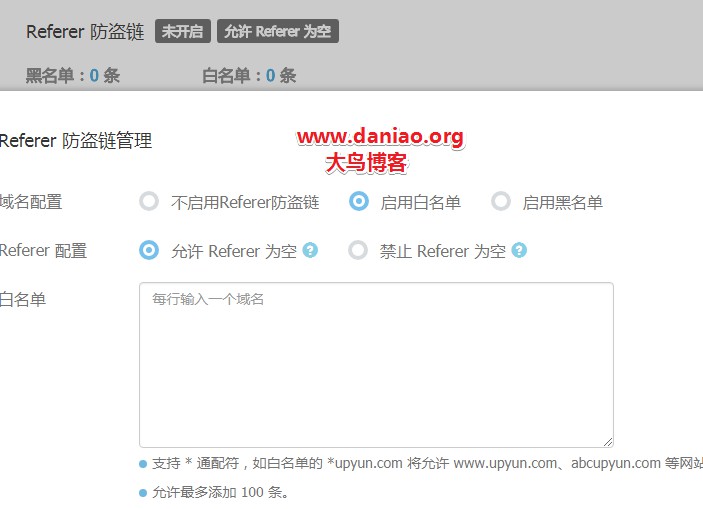 Referer 防盗链 未开启 允许 Referer 为空
黑名单：0 条 白名单：0 条
Referer 防盗链管理
www.daniao.org
大鸟博客
域名配置 不启用Referer防盗链 启用白名单 启用黑名单
Referer 配置 允许 Referer 为空 ? 禁止 Referer 为空 ?
白名单 每行输入一个域名
支持 * 通配符，如白名单的 *upyun.com 将允许 www.upyun.com、abcupyun.com 等网站
允许最多添加 100 条。